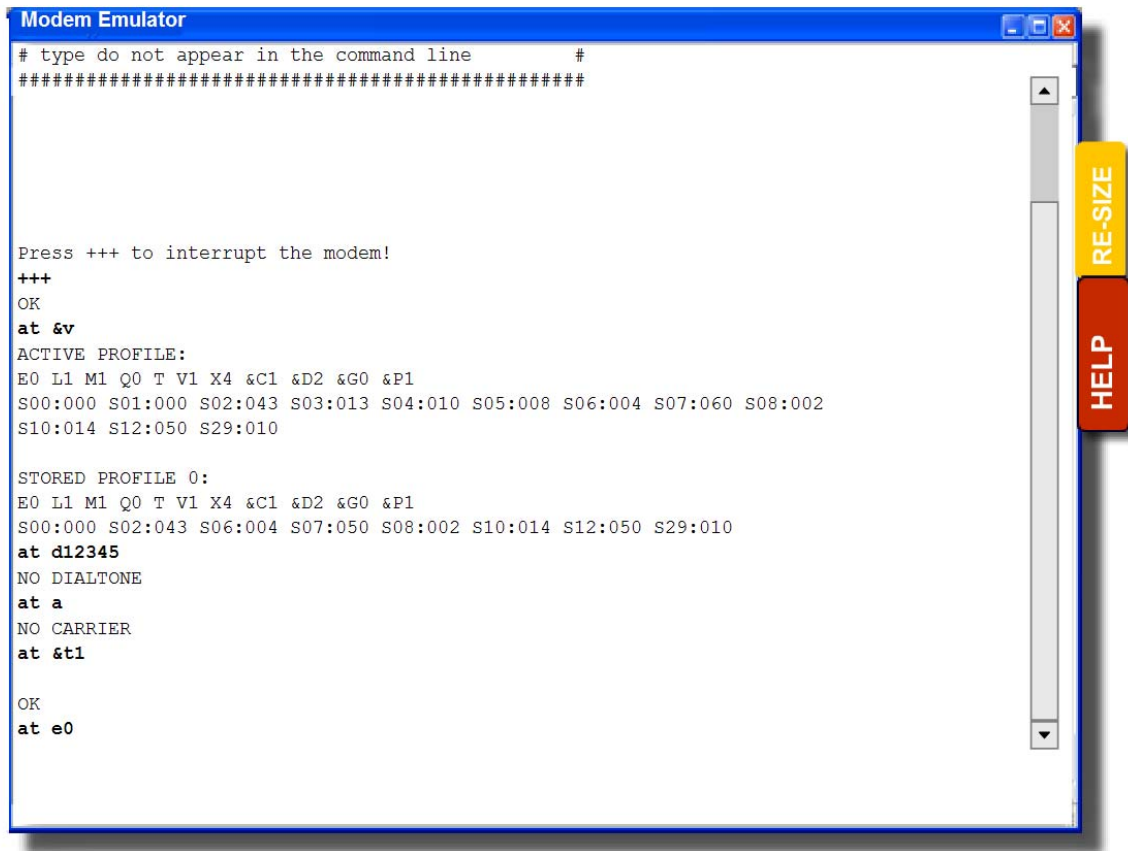 Modem Emulator
# type do not appear in the command line #
##################################################
Press +++ to interrupt the modem!
+++
OK
at &v
ACTIVE PROFILE:
E0 L1 M1 Q0 T V1 X4 &C1 &D2 &G0 &P1
S00:000 S01:000 S02:043 S03:013 S04:010 S05:008 S06:004 S07:060 S08:002
S10:014 S12:050 S29:010
STORED PROFILE 0:
E0 L1 M1 Q0 T V1 X4 &C1 &D2 &G0 &P1
S00:000 S02:043 S06:004 S07:050 S08:002 S10:014 S12:050 S29:010
at d12345
NO DIALTONE
at a
NO CARRIER
at &t1
OK
at e0
RE-SIZE
HELP